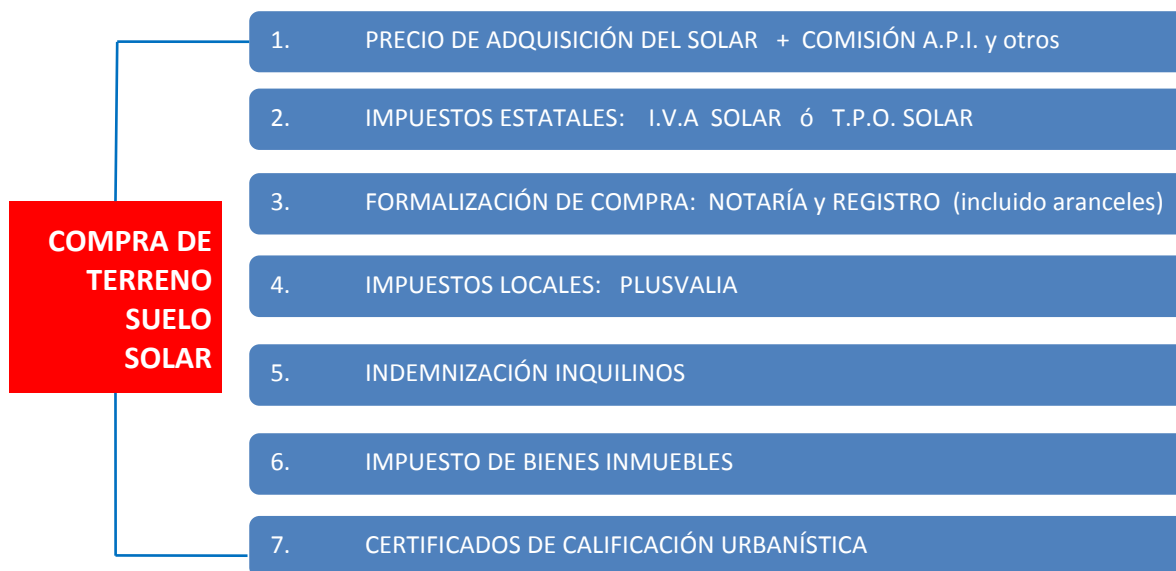 1. PRECIO DE ADQUISICIÓN DEL SOLAR + COMISIÓN A.P.I. y otros
2. IMPUESTOS ESTATALES: I.V.A SOLAR ó T.P.O. SOLAR
3. FORMALIZACIÓN DE COMPRA: NOTARÍA y REGISTRO (incluido aranceles)
COMPRA DE
TERRENO
SUELO
SOLAR
4. IMPUESTOS LOCALES: PLUSVALIA
5. INDEMNIZACIÓN INQUILINOS
6. IMPUESTO DE BIENES INMUEBLES
7. CERTIFICADOS DE CALIFICACIÓN URBANÍSTICA